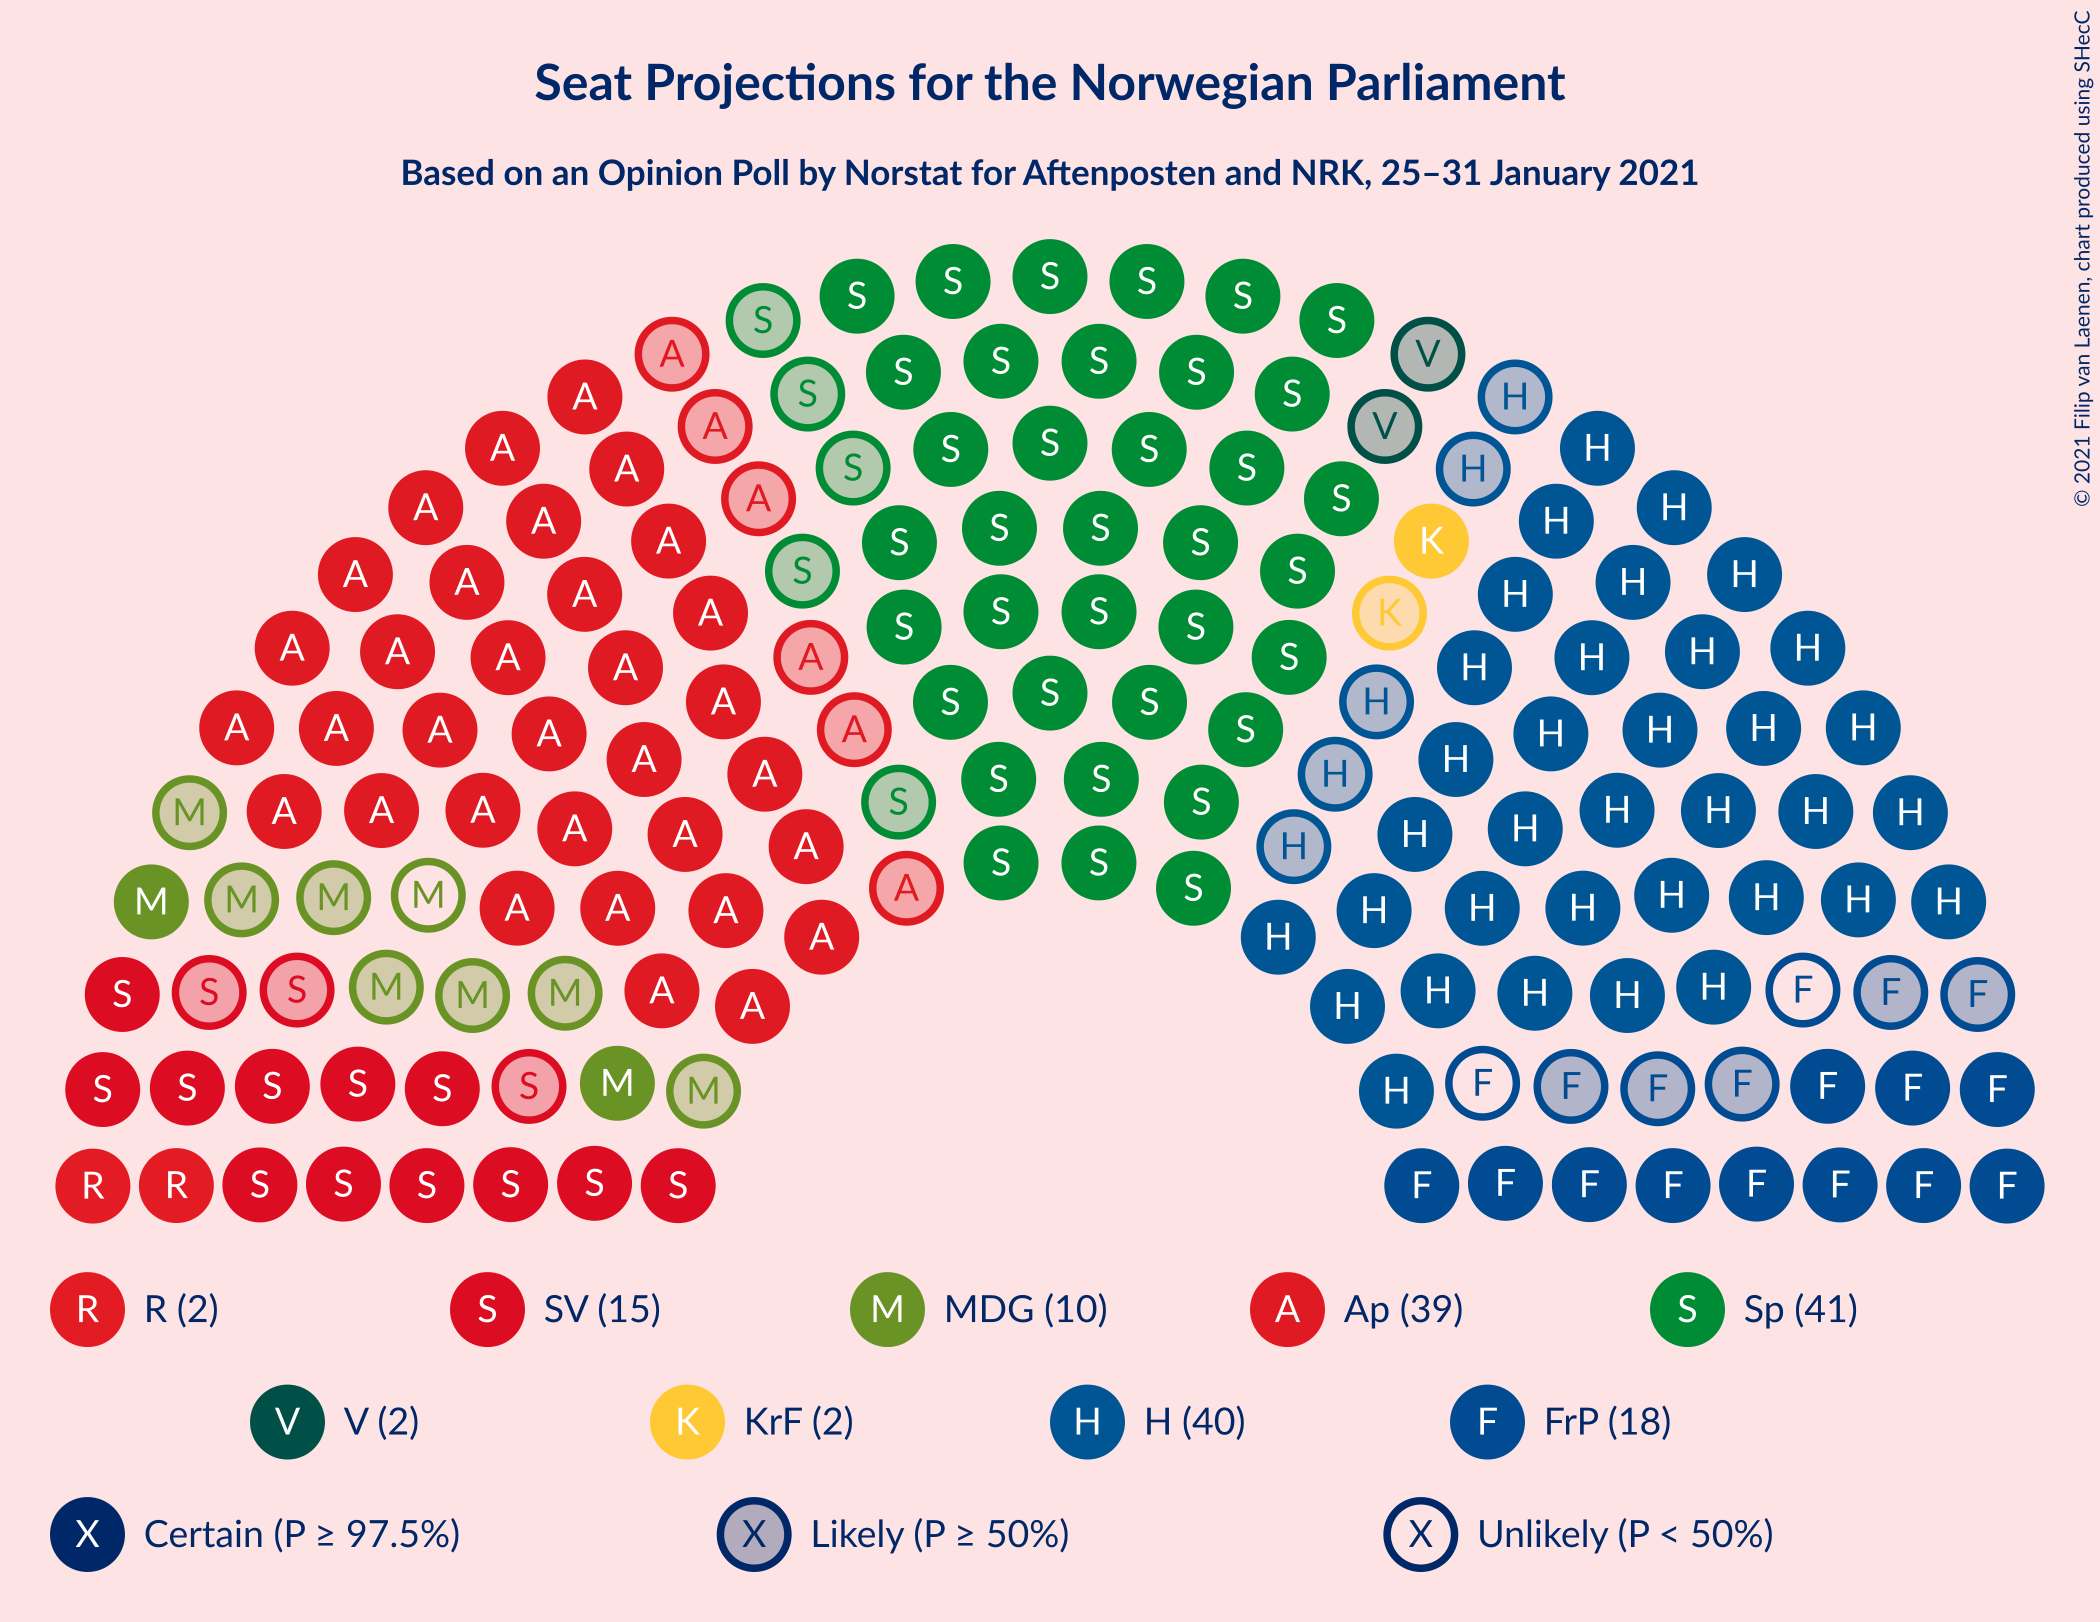 Seat Projections for the Norwegian Parliament
Based on an Opinion Poll by Norstat for Aftenposten and NRK, 25–31 January 2021
© 2021 Filip van Laenen, chart produced using SHecC
S S S S S S S
A S S S S S S V
A A S S S S S V H
A A A S S S S S S H H
A A A A S S S S S K H H
A A A A A S S S S S K H H H
A A A A A A S S S S S H H H H
A A A A A A A S S S S H H H H H H
M A A A A A A A S S S H H H H H H H H
M M M M A A A A A S S S H H H H H H H H
S S S M M M A A H H H H H H F F F
S S S S S S M M H F F F F F F F
R R S S S S S S F F F F F F F F
R R (2) S SV (15) M MDG (10) A Ap (39) S Sp (41)
V V (2) K KrF (2) H H (40) F FrP (18)
X Certain (P ≥ 97.5%) X Likely (P ≥ 50%) X Unlikely (P < 50%)